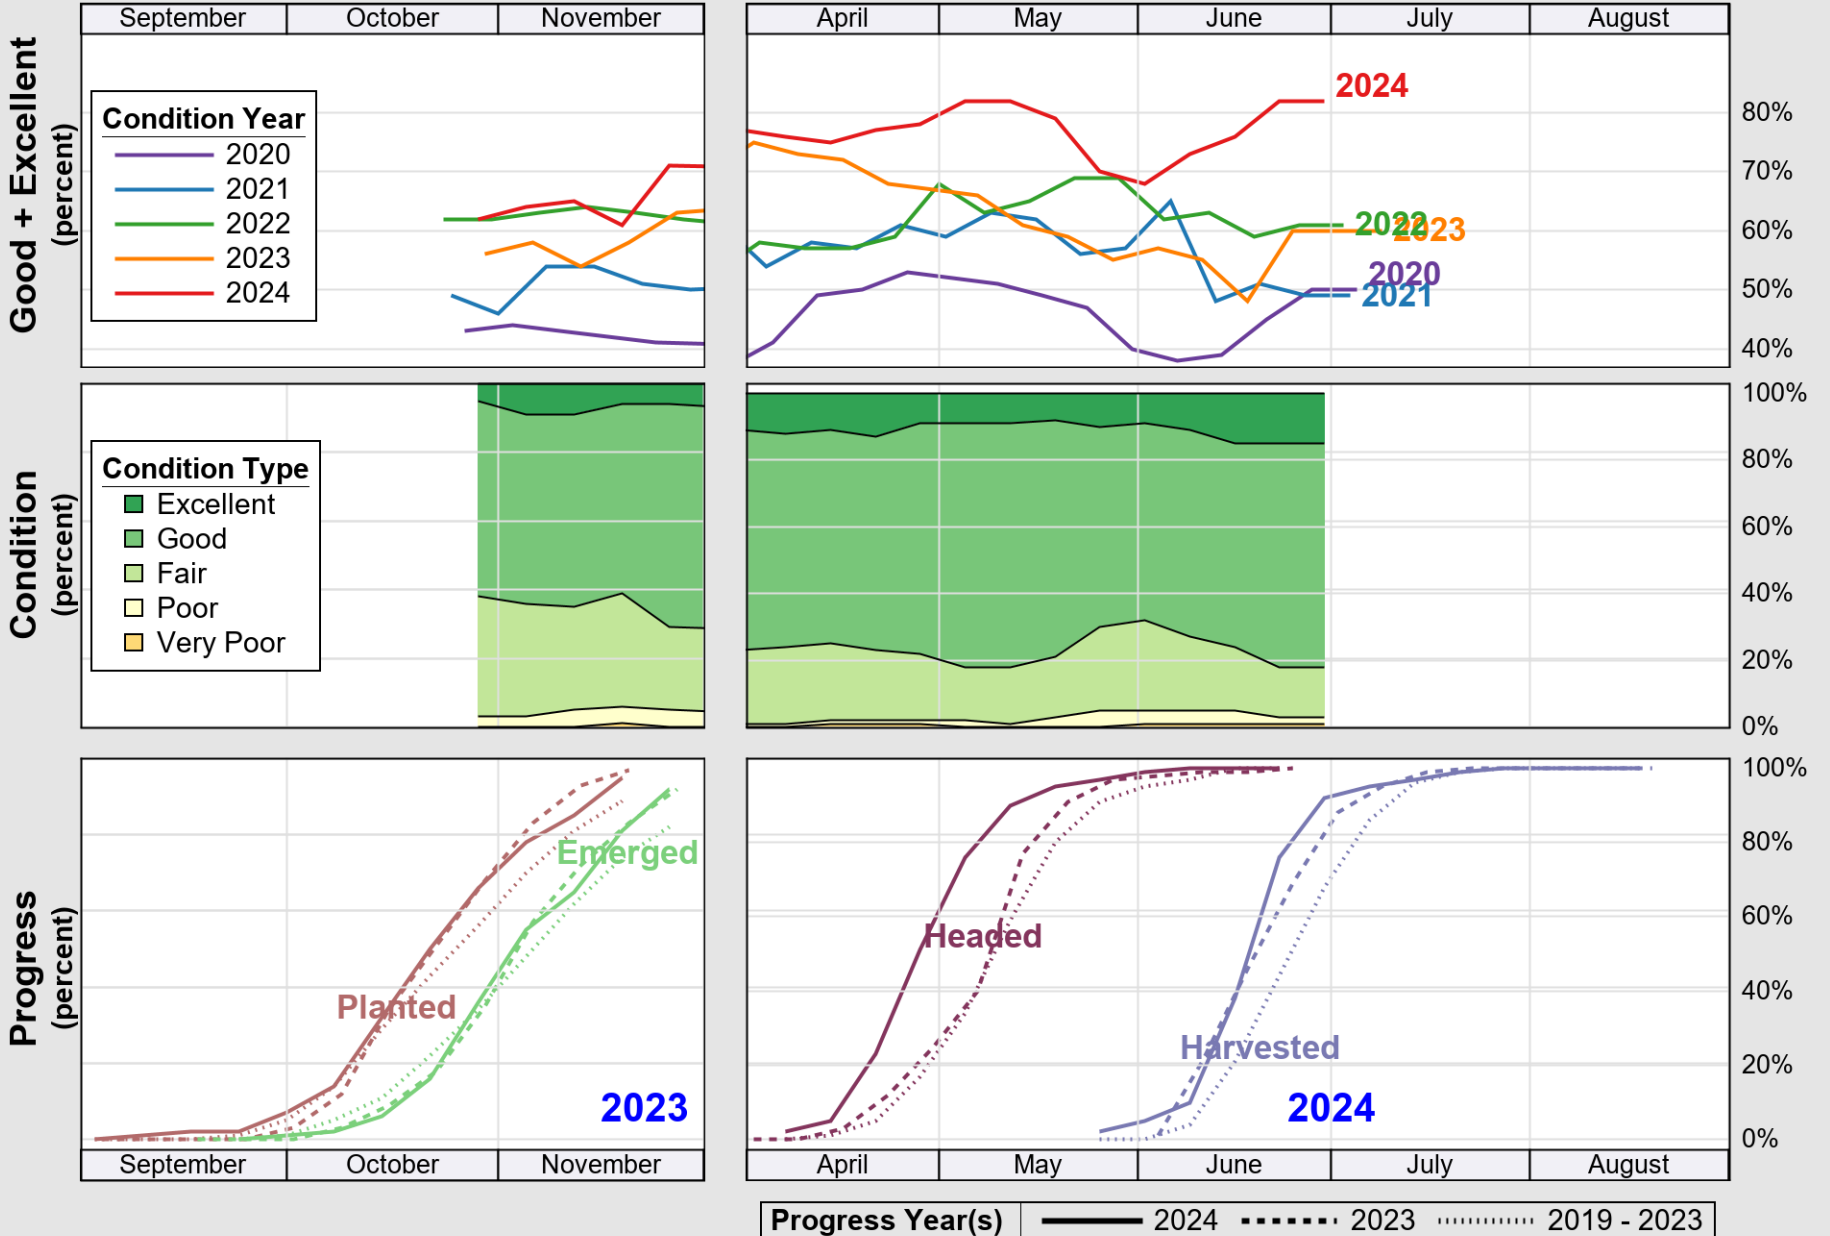 September October November April May June July August
Good + Excellent
(percent)
Condition Year
2020
2021
2022
2023
2024
2024
2022
2023
2020
2021
80%
70%
60%
50%
40%
Condition
(percent)
Condition Type
Excellent
Good
Fair
Poor
Very Poor
100%
80%
60%
40%
20%
0%
Progress
(percent)
Planted
Emerged
2023
Headed
Harvested
2024
100%
80%
60%
40%
20%
0%
September October November April May June July August
Progress Year(s) 2024 2023 2019 - 2023